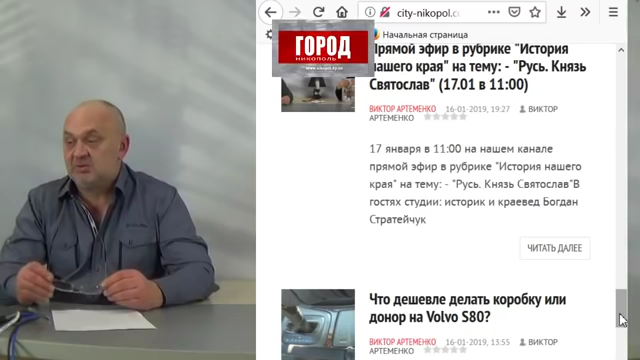 city-nikopol.c
Начальная страница
ГОРОД
НИКОПОЛЬ
Прямой эфир в рубрике "История
нашего края" на тему: - "Русь. Князь
Святослав" (17.01 в 11:00)
ВИКТОР АРТЕМЕНКО 16-01-2019, 19:27 ВИКТОР
АРТЕМЕНКО
17 января в 11:00 на нашем канале
прямой эфир в рубрике "История нашего
края" на тему: - "Русь. Князь Святослав"В
гостях студии: историк и краевед Богдан
Стратейчук
ЧИТАТЬ ДАЛЕЕ
Что дешевле делать коробку или
донор на Volvo S80?
ВИКТОР АРТЕМЕНКО 16-01-2019, 13:55 ВИКТОР
АРТЕМЕНКО